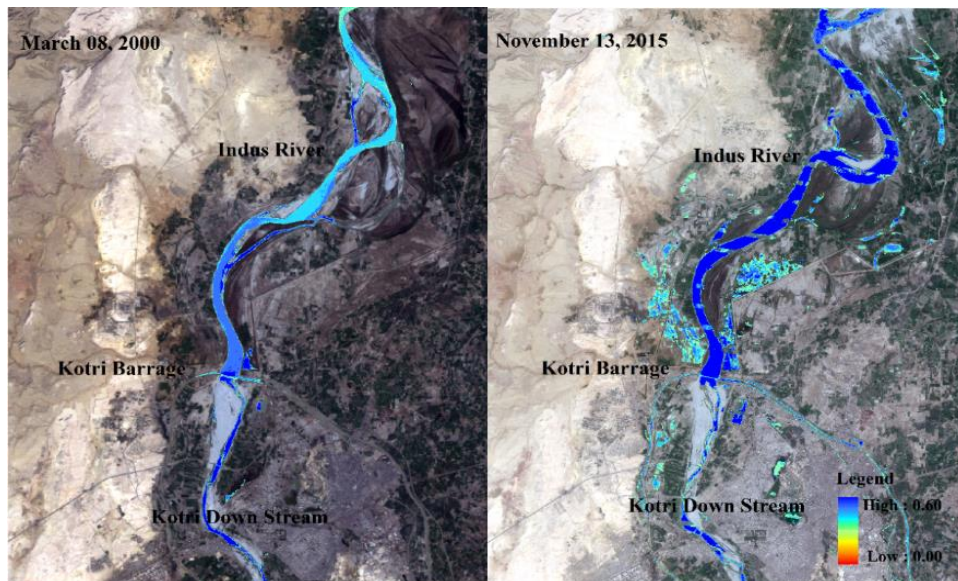 March 08, 2000
Indus River
Kotri Barrage
Kotri Down Stream
November 13, 2015
Indus River
Kotri Barrage
Kotri Down Stream
Legend
High : 0.60
Low : 0.00